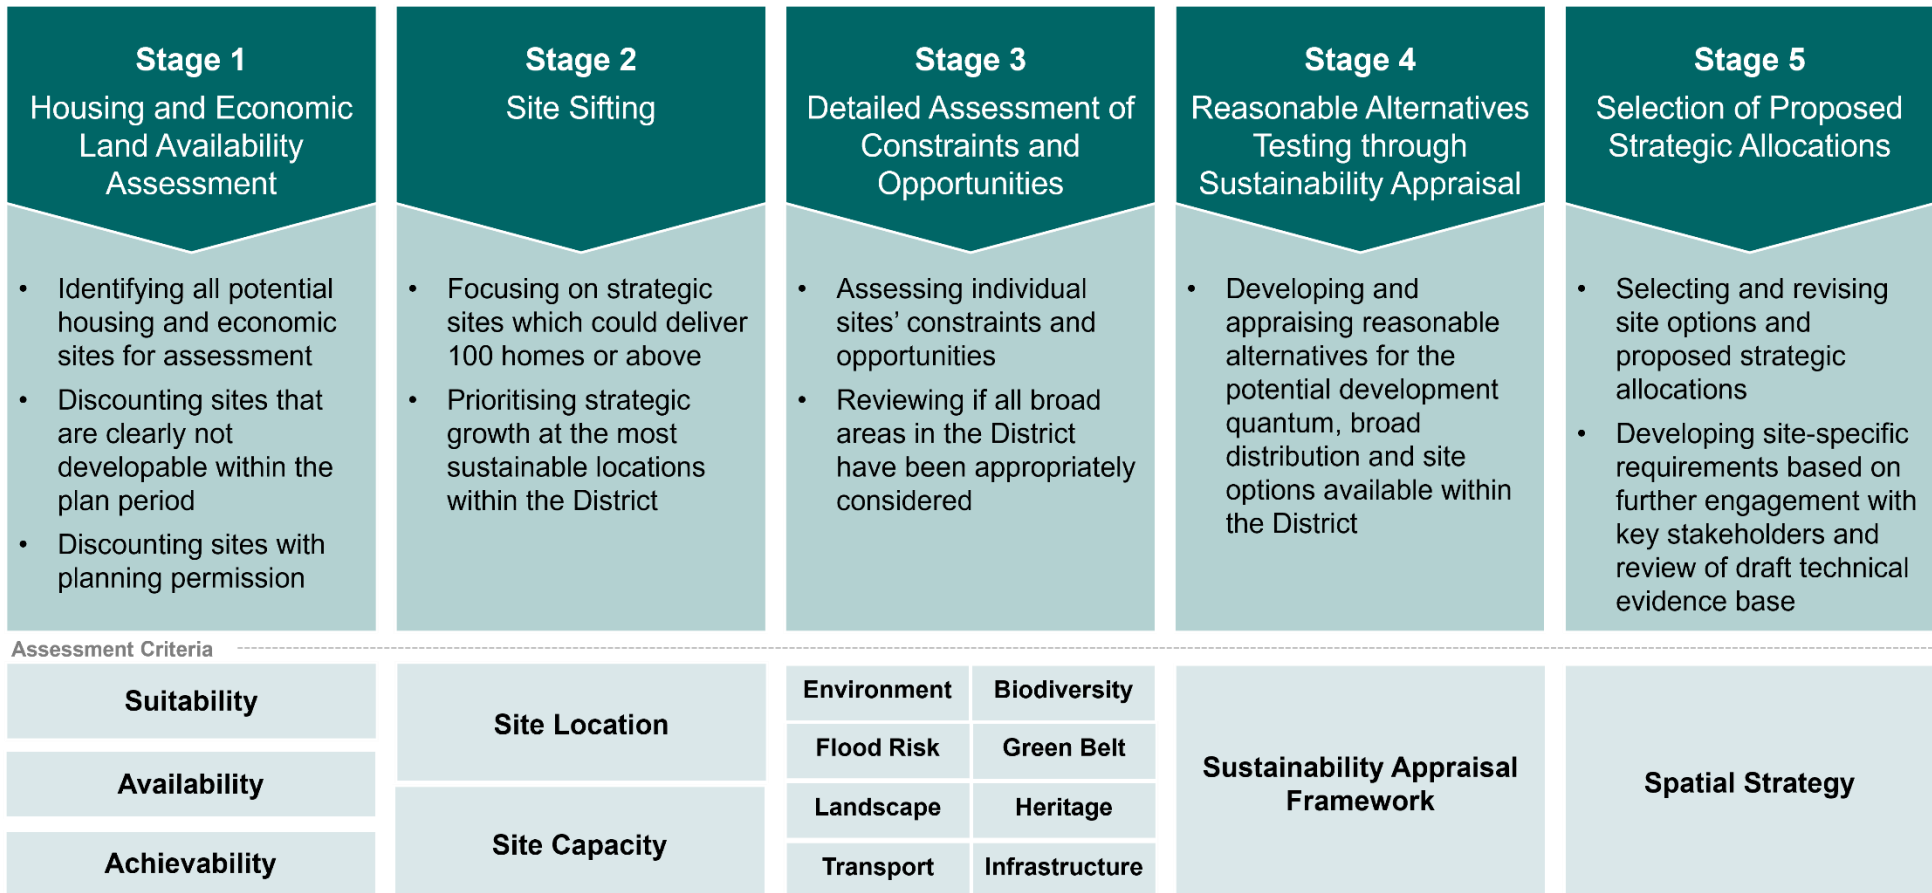 Stage 1
Housing and Economic
Land Availability
Assessment
• Identifying all potential
housing and economic
sites for assessment
• Discounting sites that
are clearly not
developable within the
plan period
• Discounting sites with
planning permission
Stage 2
Site Sifting
• Focusing on strategic
sites which could deliver
100 homes or above
• Prioritising strategic
growth at the most
sustainable locations
within the District
Stage 3
Detailed Assessment of
Constraints and
Opportunities
• Assessing individual
sites’ constraints and
opportunities
• Reviewing if all broad
areas in the District
have been appropriately
considered
Stage 4
Reasonable Alternatives
Testing through
Sustainability Appraisal
• Developing and
appraising reasonable
alternatives for the
potential development
quantum, broad
distribution and site
options available within
the District
Stage 5
Selection of Proposed
Strategic Allocations
• Selecting and revising
site options and
proposed strategic
allocations
• Developing site-specific
requirements based on
further engagement with
key stakeholders and
review of draft technical
evidence base
Assessment Criteria
Suitability
Availability
Achievability
Site Location
Site Capacity
Environment
Biodiversity
Flood Risk
Green Belt
Landscape
Heritage
Transport
Infrastructure
Sustainability Appraisal
Framework
Spatial Strategy